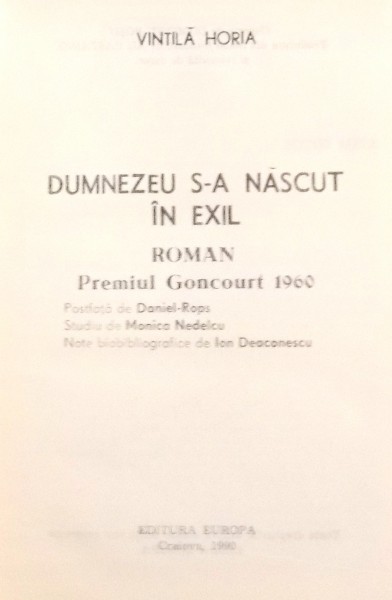 VINTILĂ HORIA
DUMNEZEU S-A NĂSCUT
ÎN EXIL
ROMAN
Premiul Goncourt 1960
Postfață de Daniel-Rops
Studiu de Monica Nedelcu
Note biobibliografice de Ion Deaconescu
EDITURA EUROPA
Craiova, 1990